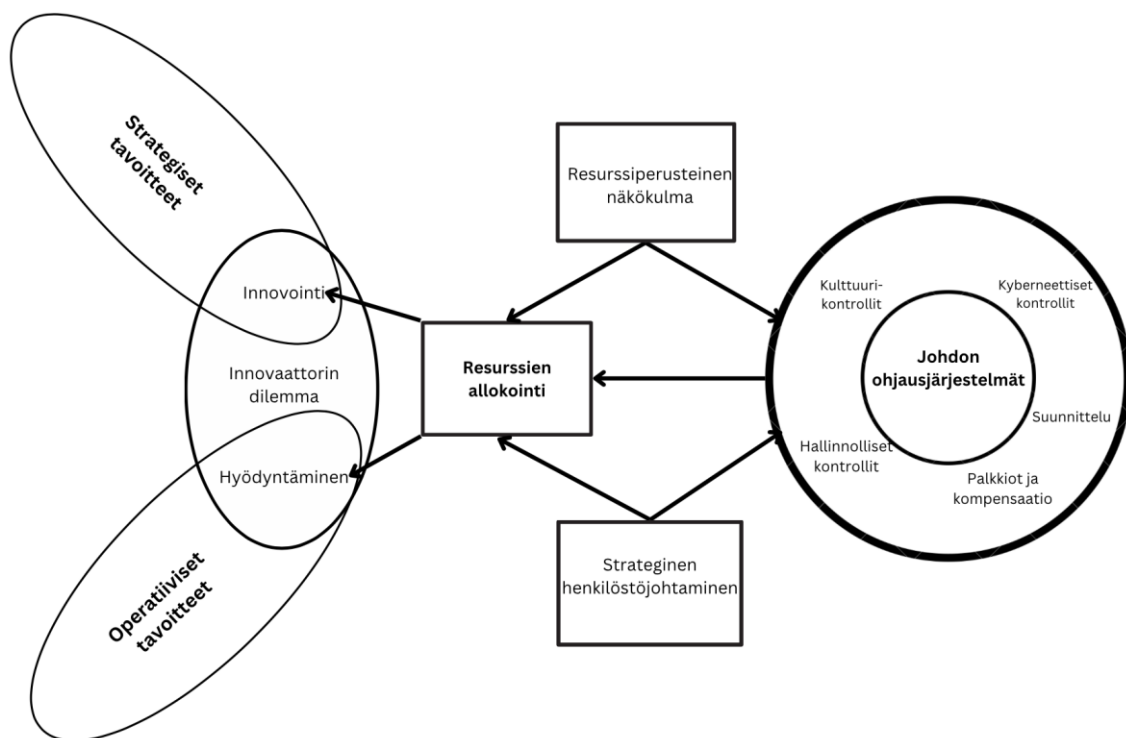 Strategiset
tavoitteet
Innovointi
Innovaattorin
dilemma
Hyödyntäminen
Operatiiviset
tavoitteet
Resurssien
allokointi
Resurssiperusteinen
näkökulma
Strateginen
henkilöstöjohtaminen
Kulttuuri-
kontrollit
Kyberneettiset
kontrollit
Johdon
ohjausjärjestelmät
Suunnittelu
Hallinnolliset
kontrollit
Palkkiot ja
kompensaatio